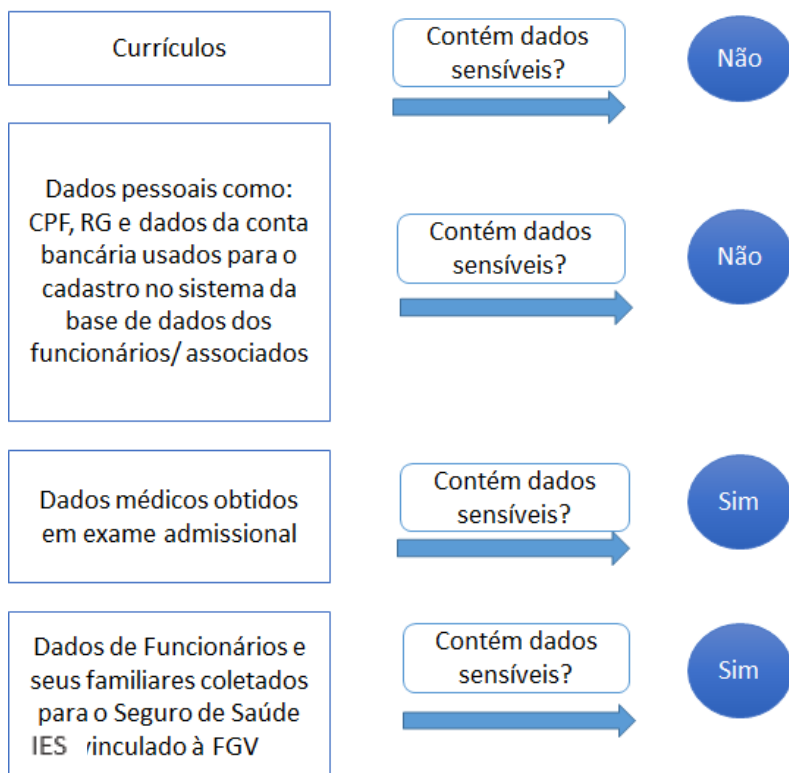 Currículos
Contém dados
sensíveis?
Não
Dados pessoais como:
CPF, RG e dados da conta
bancária usados para o
cadastro no sistema da
base de dados dos
funcionários/ associados
Contém dados
sensíveis?
Não
Dados médicos obtidos
em exame admissional
Contém dados
sensíveis?
Sim
Dados de Funcionários e
seus familiares coletados
para o Seguro de Saúde
IES vinculado à FGV
Contém dados
sensíveis?
Sim